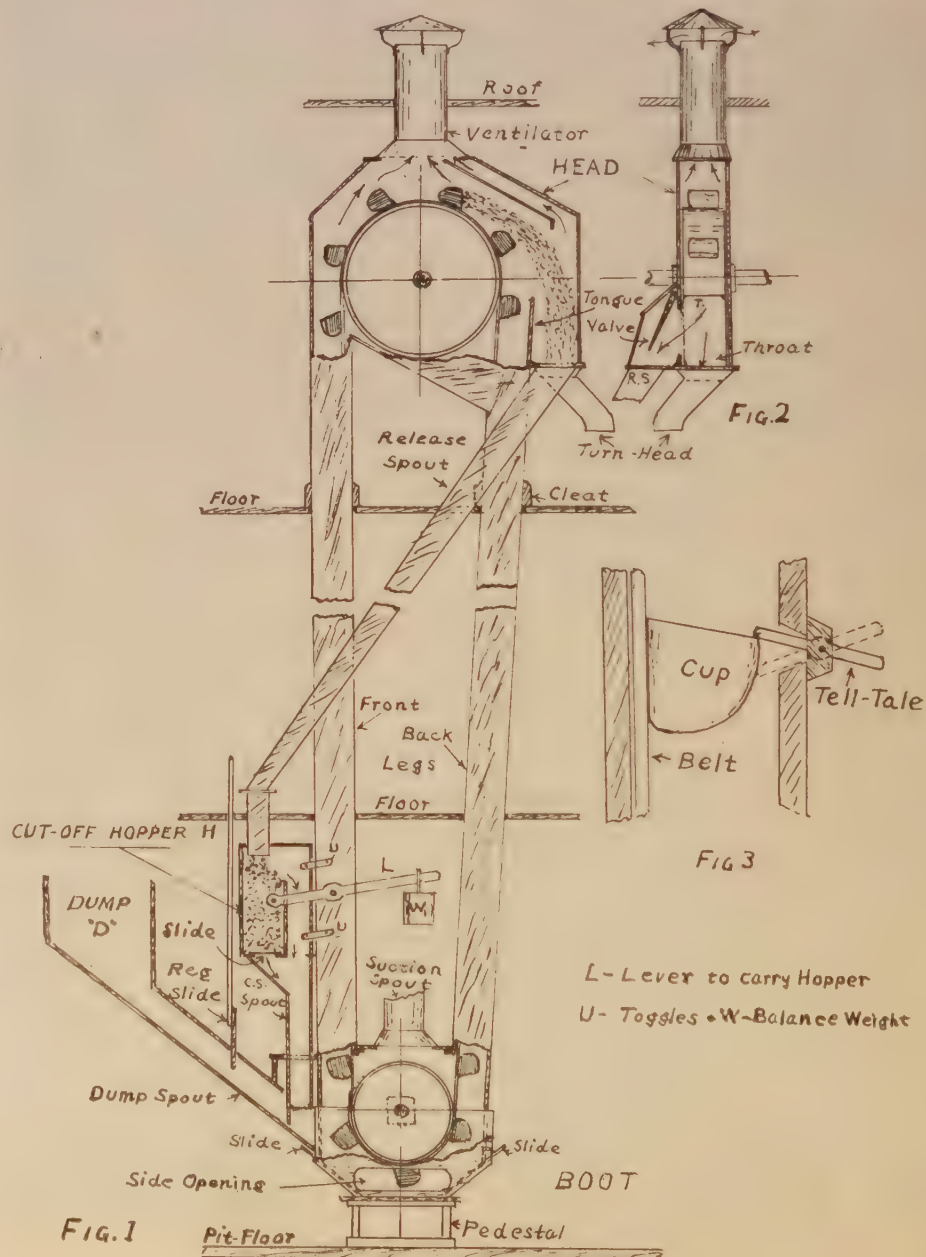 Roof
Ventilator
HEAD
Tongue
Valve
T.
Throat
R.S
FIG.2
Turn-Head
Release
Spout
Floor
Cleat
Cup
Tell-Tale
Belt
FIG 3
Front
Back
Legs
Floor
CUT-OFF HOPPER H
L
U
W
U
DUMP
"D"
Slide
Reg
Slide
C.S.
Spout
Suction
Spout
L- Lever to carry Hopper
U- Toggles • W-Balance Weight
Dump Spout
Slide
Slide
Side Opening
BOOT
Pedestal
FIG.1
Pit-Floor